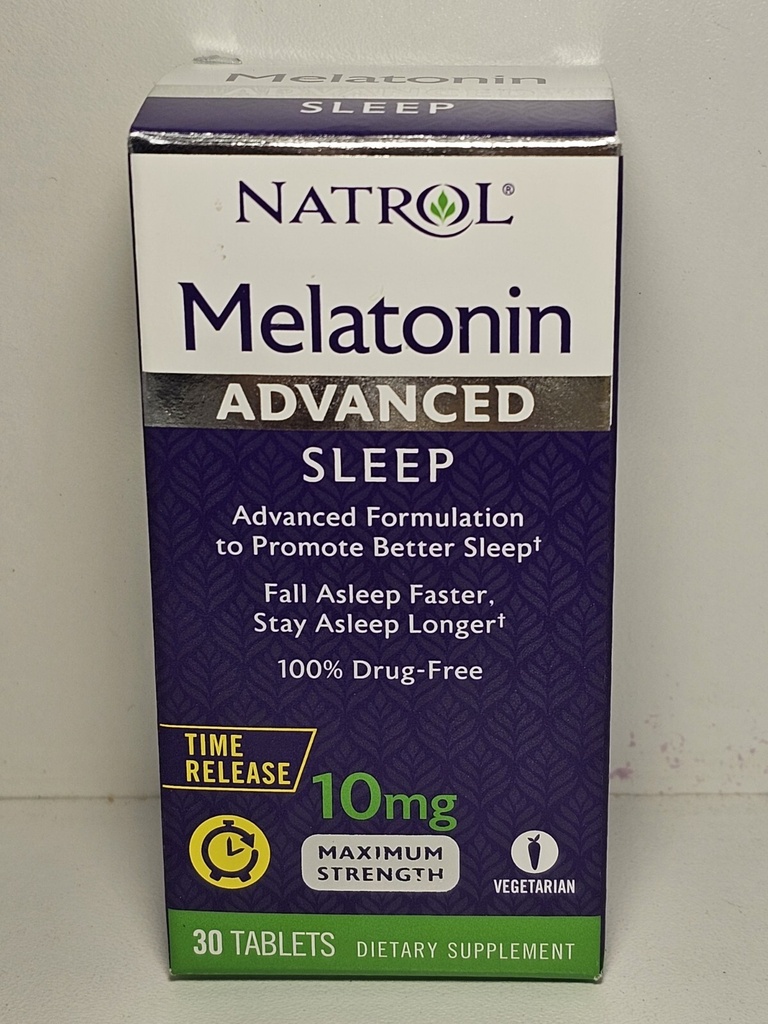 Melatonin
ADVANCED
SLEEP
NATROL®
Melatonin
ADVANCED
SLEEP
Advanced Formulation
to Promote Better Sleep†
Fall Asleep Faster,
Stay Asleep Longer†
100% Drug-Free
TIME
RELEASE
10mg
MAXIMUM
STRENGTH
VEGETARIAN
30 TABLETS DIETARY SUPPLEMENT